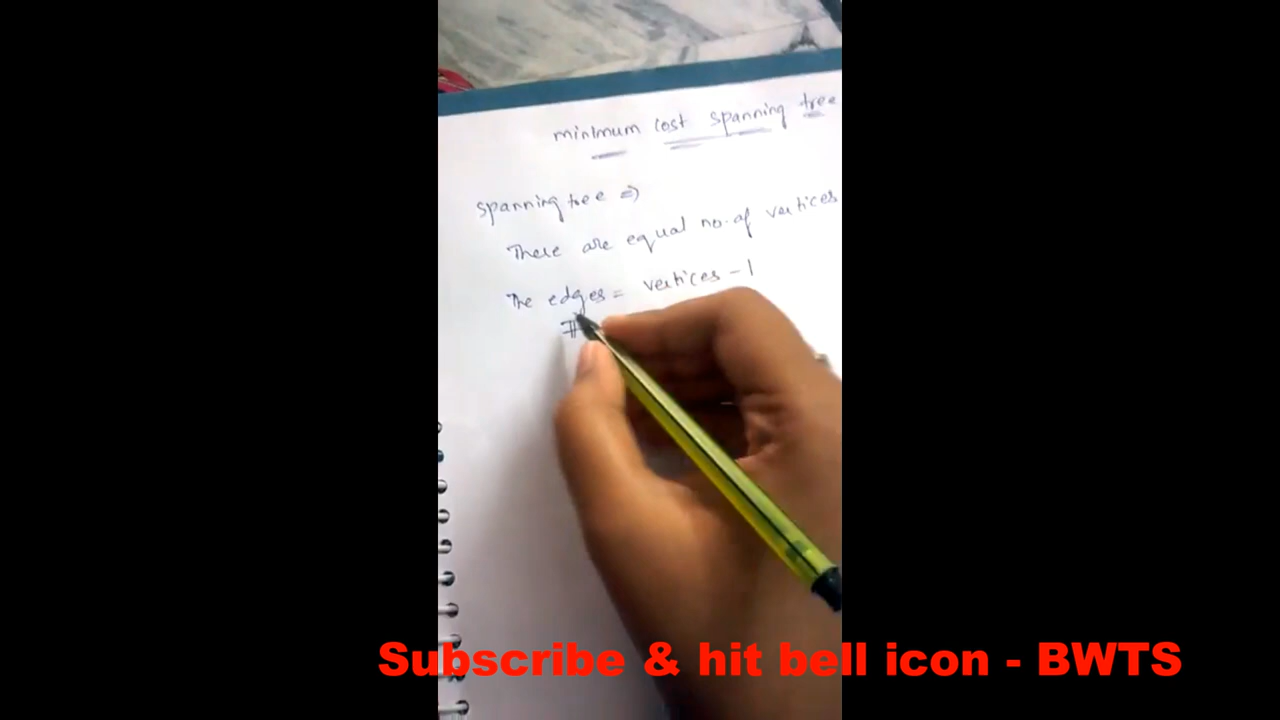 minimum cost spanning tree
spanning tree ⇒
There are equal no. of vertices
The edges = vertices - 1
Subscribe & hit bell icon - BWTS